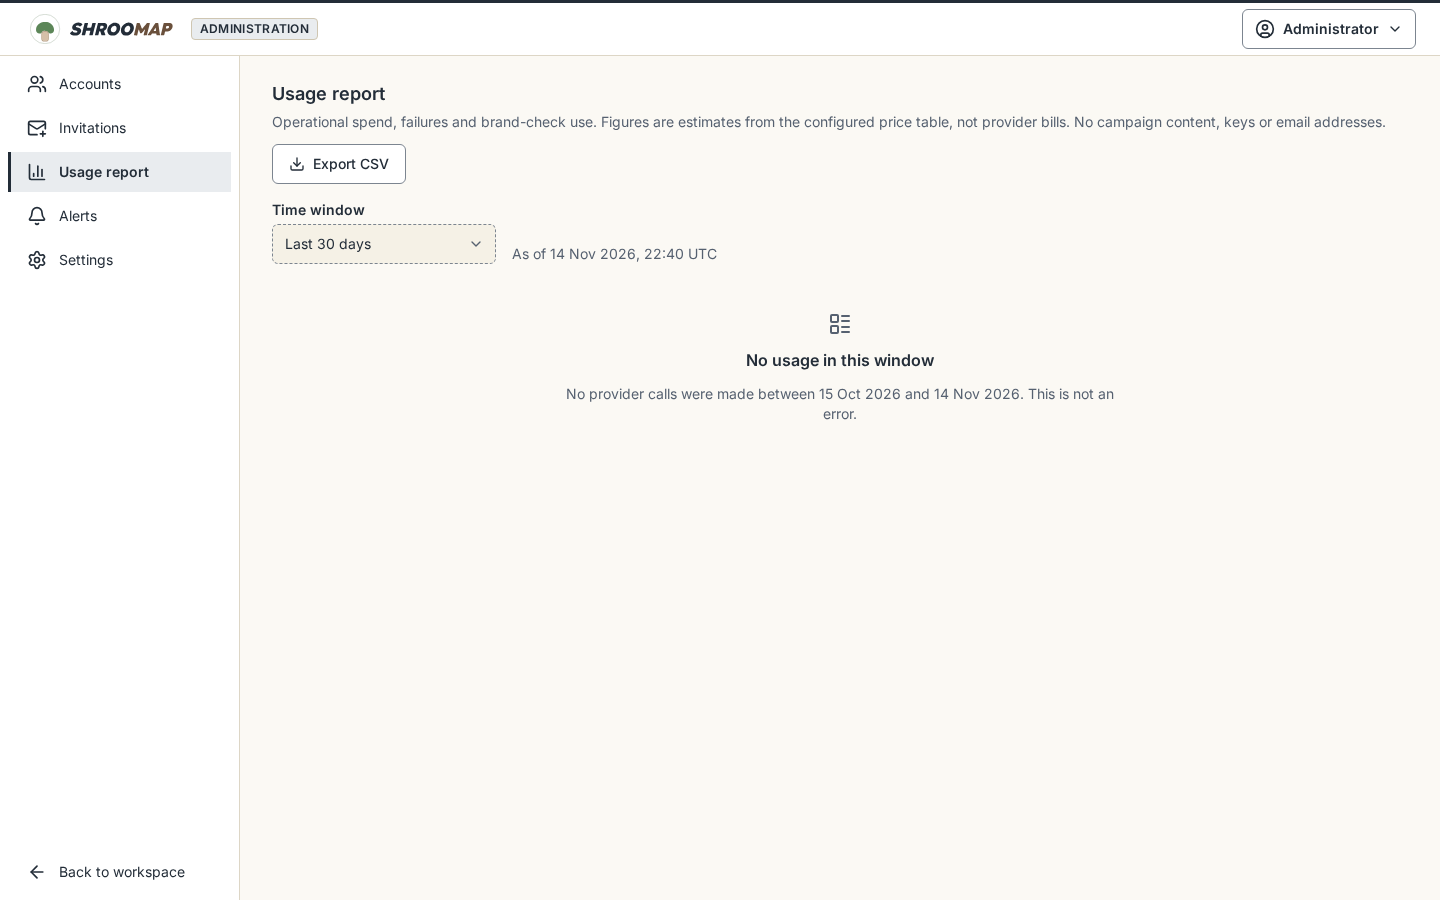 SHROOMAP
ADMINISTRATION
Administrator
Accounts
Invitations
Usage report
Alerts
Settings
Back to workspace
Usage report
Operational spend, failures and brand-check use. Figures are estimates from the configured price table, not provider bills. No campaign content, keys or email addresses.
Export CSV
Time window
Last 30 days
As of 14 Nov 2026, 22:40 UTC
No usage in this window
No provider calls were made between 15 Oct 2026 and 14 Nov 2026. This is not an
error.